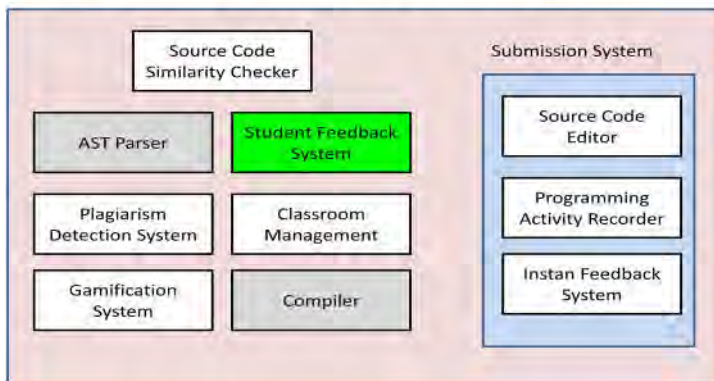 Source Code
Similarity Checker
Submission System
AST Parser
Student Feedback
System
Source Code
Editor
Plagiarism
Detection System
Classroom
Management
Programming
Activity Recorder
Gamification
System
Compiler
Instan Feedback
System